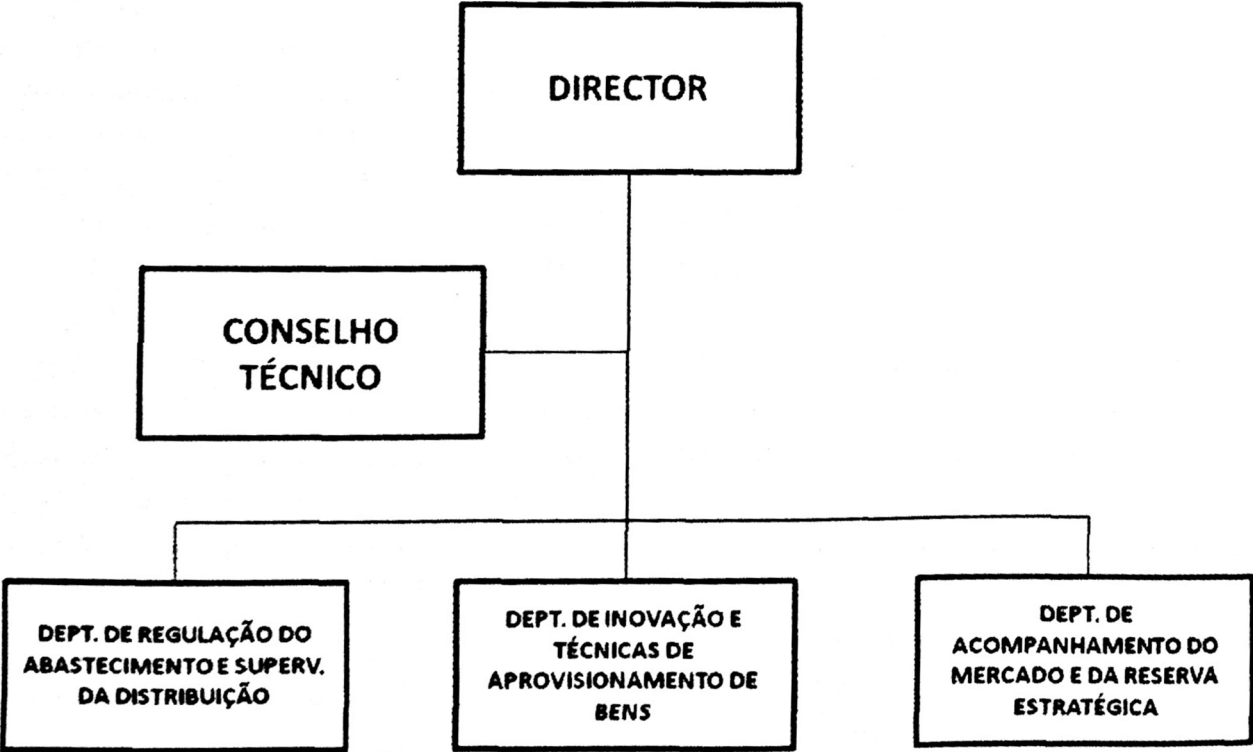 DIRECTOR
CONSELHO
TÉCNICO
DEPT. DE REGULAÇÃO DO
ABASTECIMENTO E SUPERV.
DA DISTRIBUIÇÃO
DEPT. DE INOVAÇÃO E
TÉCNICAS DE
APROVISIONAMENTO DE
BENS
DEPT. DE
ACOMPANHAMENTO DO
MERCADO E DA RESERVA
ESTRATÉGICA